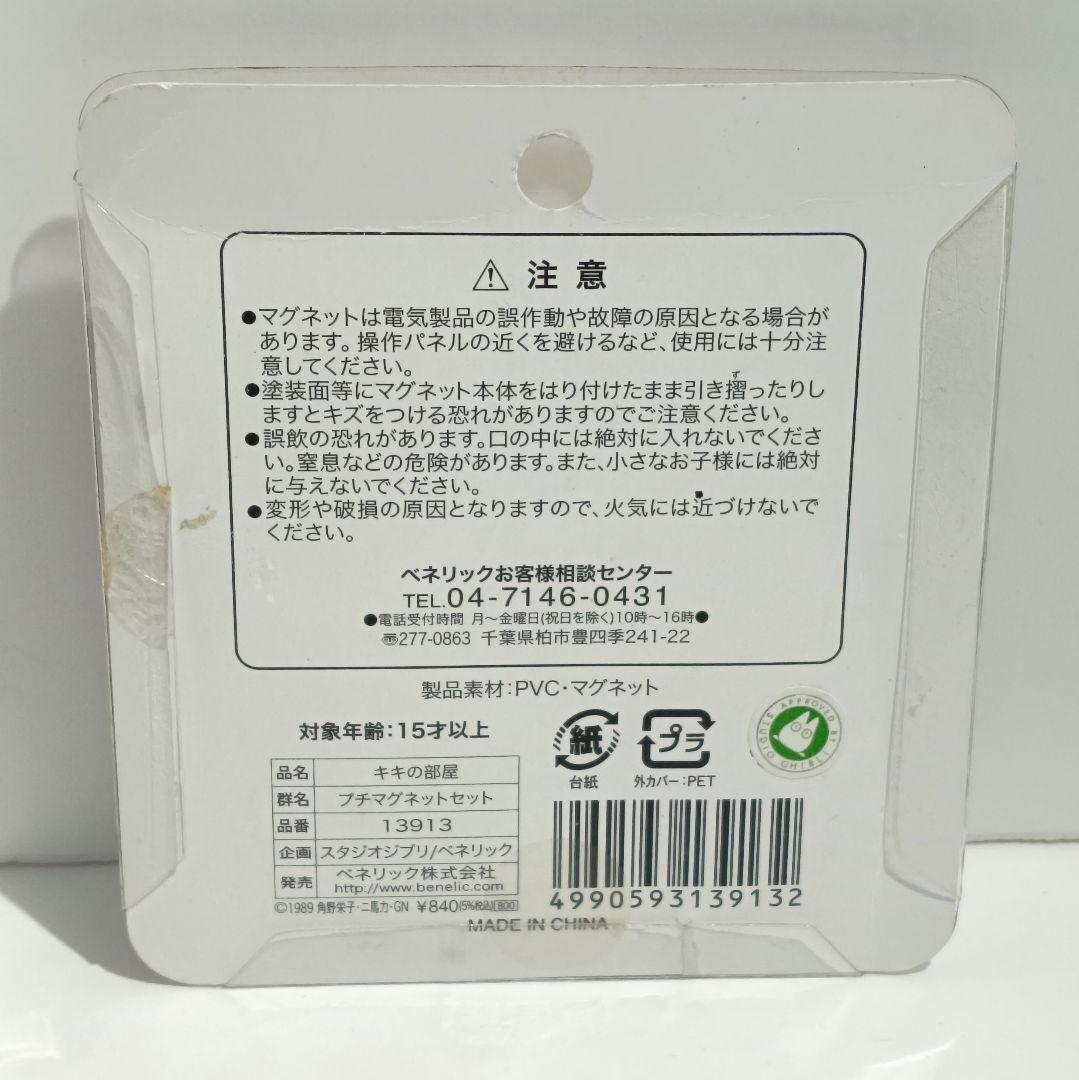 注意
●マグネットは電気製品の誤作動や故障の原因となる場合が
あります。操作パネルの近くを避けるなど、使用には十分注
意してください。
ず
●塗装面等にマグネット本体をはり付けたまま引き摺ったりし
ますとキズをつける恐れがありますのでご注意ください。
●誤飲の恐れがあります。口の中には絶対に入れないでくださ
い。窒息などの危険があります。また、小さなお子様には絶対
に与えないでください。
●変形や破損の原因となりますので、火気には近づけないで
ください。
ベネリックお客様相談センター
TEL.04-7146-0431
●電話受付時間 月~金曜日(祝日を除く)10時~16時●
〠277-0863 千葉県柏市豊四季241-22
製品素材:PVC・マグネット
対象年齢:15才以上
紙
台紙
プラ
外カバー:PET
STUDIO GHIBLI APPROVED BY
品名 キキの部屋
群名 プチマグネットセット
品番 13913
企画 スタジオジブリ/ベネリック
発売 ベネリック株式会社
http://www.benelic.com
©1989 角野栄子・二馬力・GN ¥840(5%税込)(800)
4990593139132
MADE IN CHINA